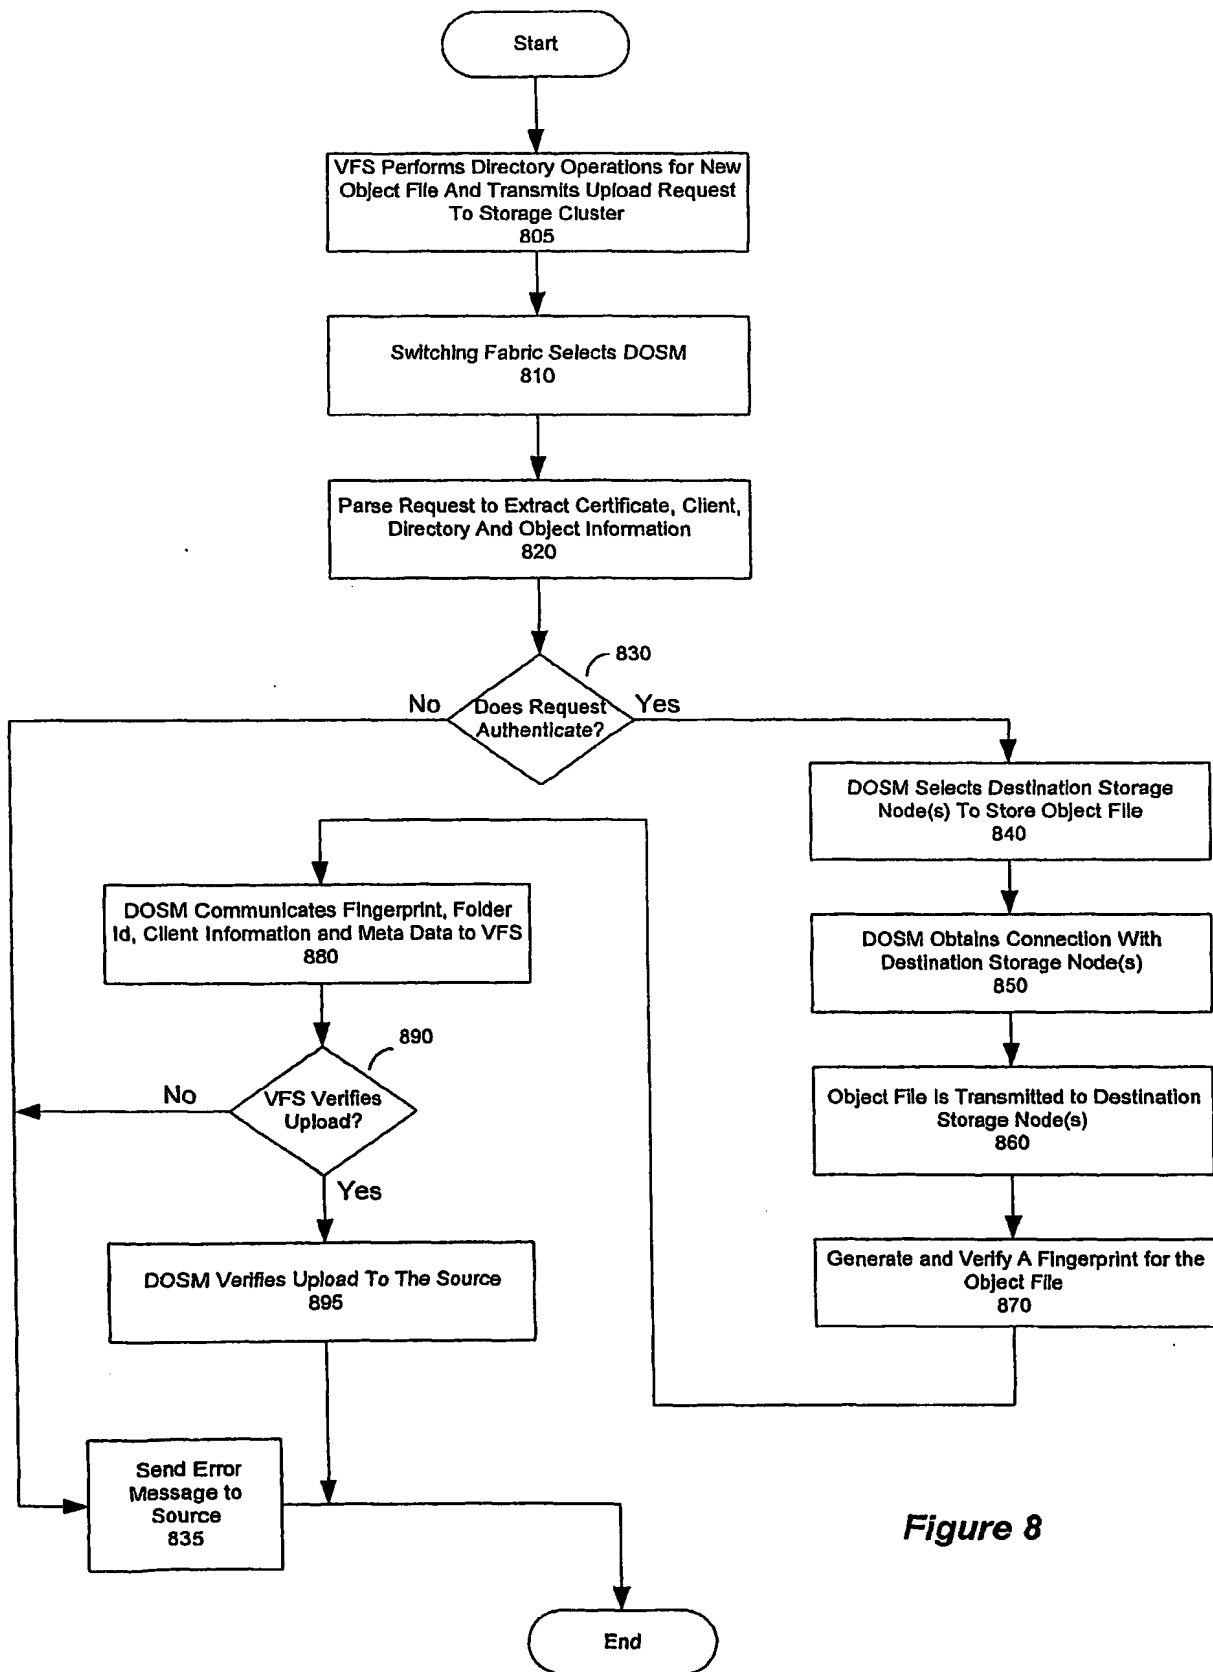 Start
VFS Performs Directory Operations for New
Object File And Transmits Upload Request
To Storage Cluster
805
Switching Fabric Selects DOSM
810
Parse Request to Extract Certificate, Client,
Directory And Object Information
820
830
No
Does Request
Authenticate?
Yes
DOSM Selects Destination Storage
Node(s) To Store Object File
840
DOSM Obtains Connection With
Destination Storage Node(s)
850
Object File Is Transmitted to Destination
Storage Node(s)
860
Generate and Verify A Fingerprint for the
Object File
870
DOSM Communicates Fingerprint, Folder
Id, Client Information and Meta Data to VFS
880
890
No
VFS Verifies
Upload?
Yes
DOSM Verifies Upload To The Source
895
Send Error
Message to
Source
835
Figure 8
End